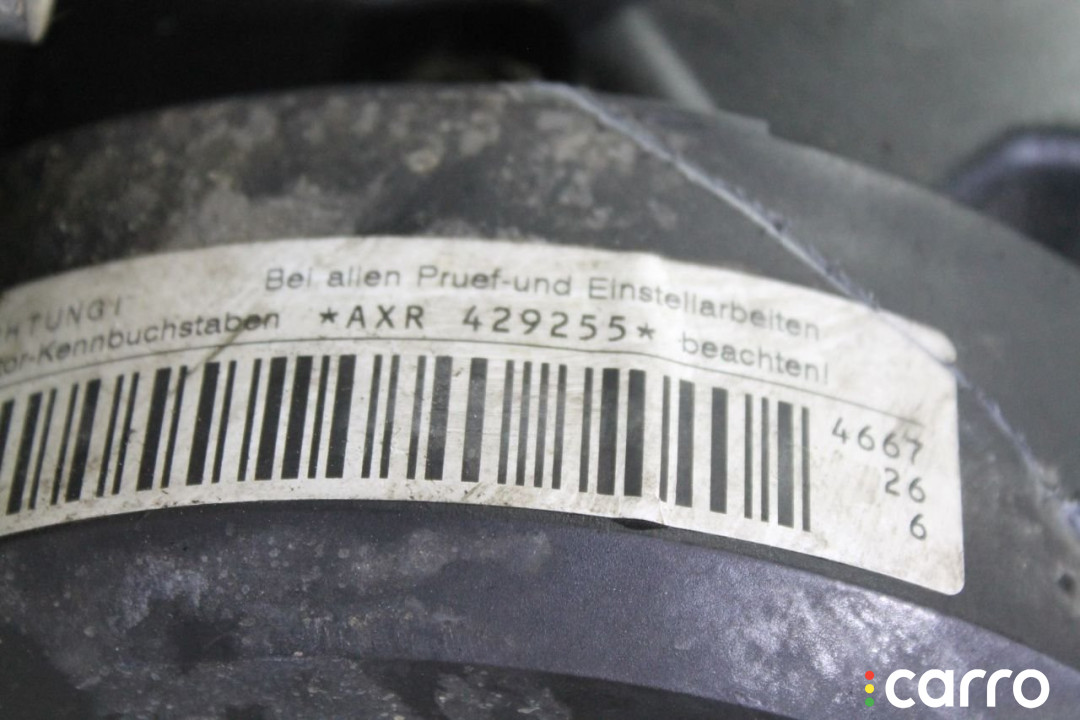 Bei allen Pruef-und Einstellarbeiten
HTUNG!
tor-Kennbuchstaben *AXR 429255* beachten!
4667
26
6
carro